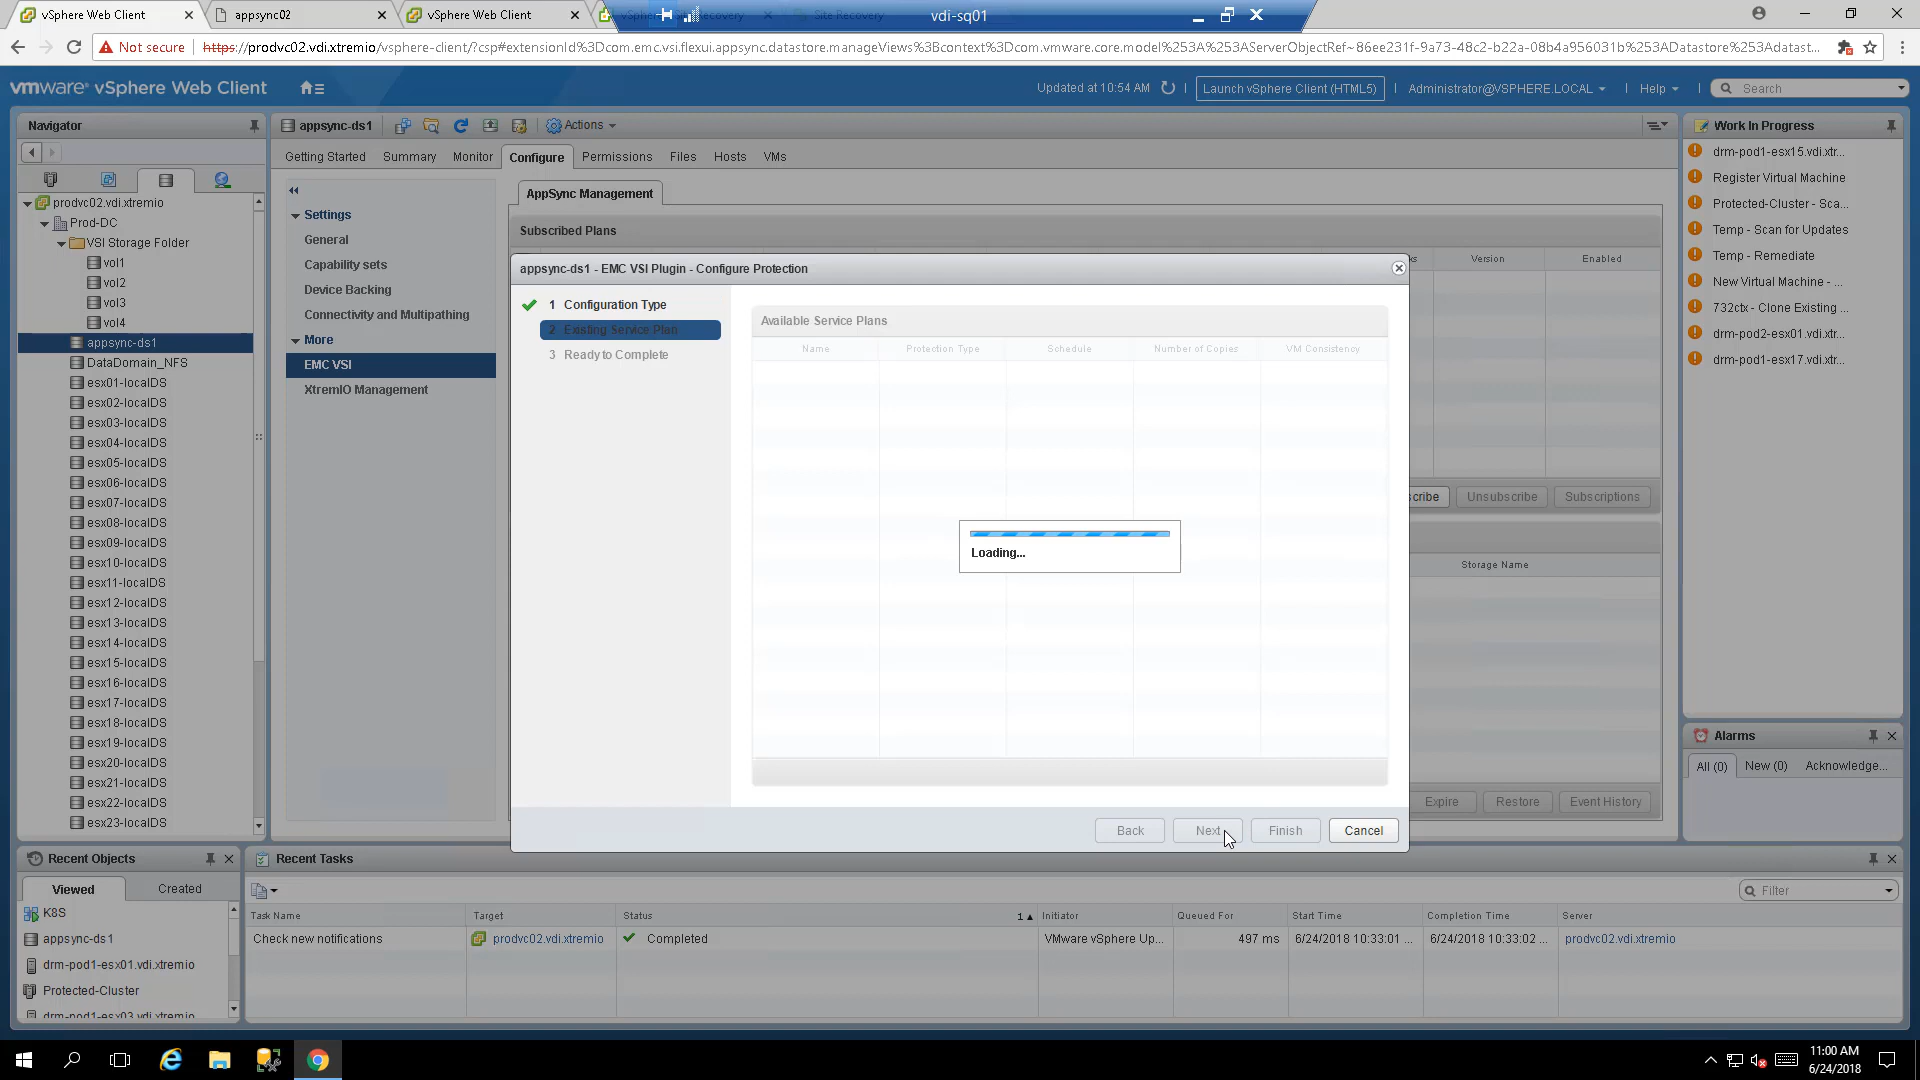 vSphere Web Client
appsync02
vSphere Web Client
vSphere
Recovery
Site Recovery
vdi-sq01
Not secure
https://prodvc02.vdi.xtremio/vsphere-client/?csp#extensionId%3Dcom.emc.vsi.flexui.appsync.datastore.manageViews%3Bcontext%3Dcom.vmware.core.model%253A%253AServerObjectRef~86ee231f-9a73-48c2-b22a-08b4a956031b%253ADatastore%253Adatast...
vmware® vSphere Web Client
Updated at 10:54 AM
Launch vSphere Client (HTML5)
Administrator@VSPHERE.LOCAL
Help
Search
Navigator
prodvc02.vdi.xtremio
Prod-DC
VSI Storage Folder
vol1
vol2
vol3
vol4
appsync-ds1
DataDomain_NFS
esx01-localDS
esx02-localDS
esx03-localDS
esx04-localDS
esx05-localDS
esx06-localDS
esx07-localDS
esx08-localDS
esx09-localDS
esx10-localDS
esx11-localDS
esx12-localDS
esx13-localDS
esx14-localDS
esx15-localDS
esx16-localDS
esx17-localDS
esx18-localDS
esx19-localDS
esx20-localDS
esx21-localDS
esx22-localDS
esx23-localDS
appsync-ds1
Actions
Getting Started
Summary
Monitor
Configure
Permissions
Files
Hosts
VMs
Settings
General
Capability sets
Device Backing
Connectivity and Multipathing
More
EMC VSI
XtremIO Management
AppSync Management
Subscribed Plans
Version
Enabled
scribe
Unsubscribe
Subscriptions
Storage Name
Expire
Restore
Event History
appsync-ds1 - EMC VSI Plugin - Configure Protection
1 Configuration Type
2 Existing Service Plan
3 Ready to Complete
Available Service Plans
Name
Protection Type
Schedule
Number of Copies
VM Consistency
Loading...
Back
Next
Finish
Cancel
Work In Progress
drm-pod1-esx15.vdi.xtr...
Register Virtual Machine
Protected-Cluster - Sca...
Temp - Scan for Updates
Temp - Remediate
New Virtual Machine - ...
732ctx - Clone Existing ...
drm-pod2-esx01.vdi.xtr...
drm-pod1-esx17.vdi.xtr...
Alarms
All (0)
New (0)
Acknowledge...
Recent Objects
Viewed
Created
K8S
appsync-ds1
drm-pod1-esx01.vdi.xtremio
Protected-Cluster
drm-pod1-esx03.vdi.xtremio
Recent Tasks
Filter
Task Name
Target
Status
1
Initiator
Queued For
Start Time
Completion Time
Server
Check new notifications
prodvc02.vdi.xtremio
Completed
VMware vSphere Up...
497 ms
6/24/2018 10:33:01 ...
6/24/2018 10:33:02 ...
prodvc02.vdi.xtremio
11:00 AM
6/24/2018